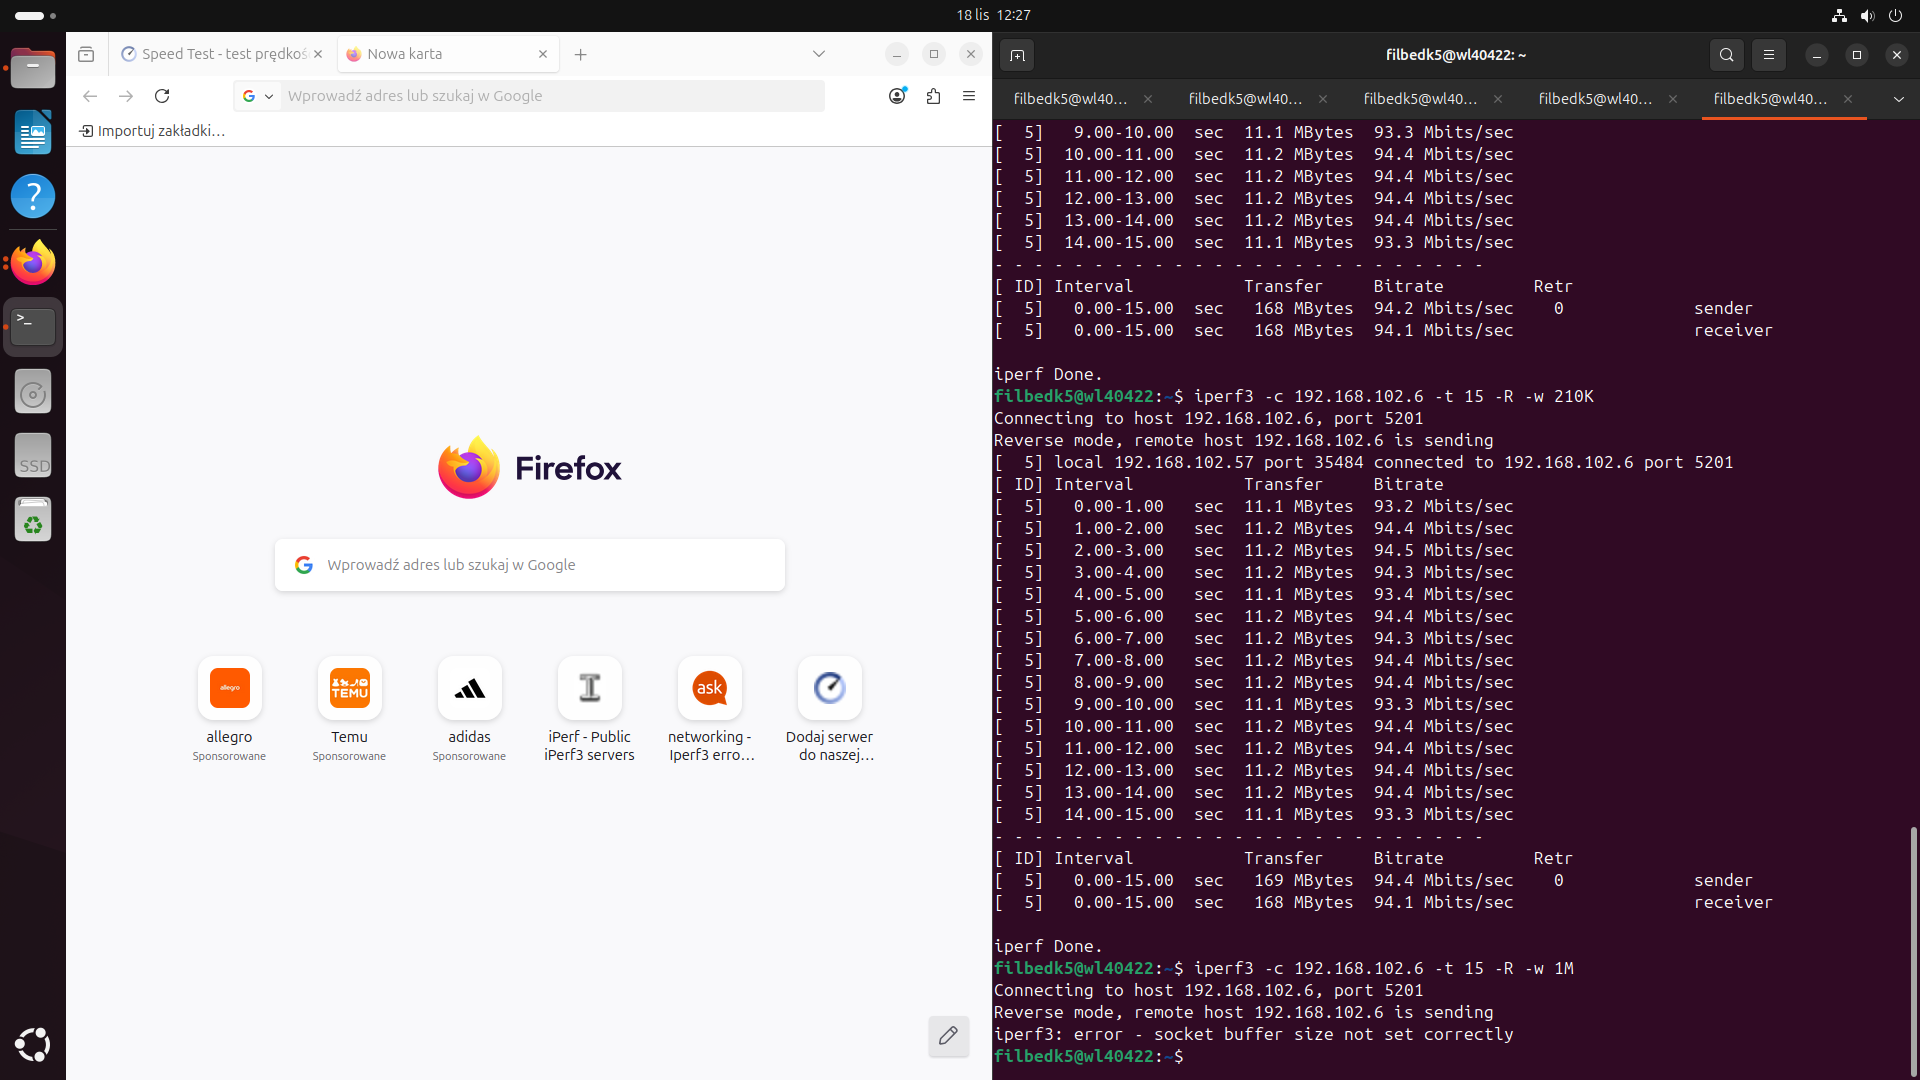 18 lis 12:27
Speed Test - test prędkoś
Nowa karta
Wprowadź adres lub szukaj w Google
Importuj zakładki…
Firefox
Wprowadź adres lub szukaj w Google
allegro
allegro
Sponsorowane
TEMU
Temu
Sponsorowane
adidas
Sponsorowane
iPerf - Public
iPerf3 servers
ask
networking -
Iperf3 erro…
Dodaj serwer
do naszej…
SSD
filbedk5@wl40422: ~
filbedk5@wl40…
filbedk5@wl40…
filbedk5@wl40…
filbedk5@wl40…
filbedk5@wl40…
[  5]   9.00-10.00  sec  11.1 MBytes  93.3 Mbits/sec
[  5]  10.00-11.00  sec  11.2 MBytes  94.4 Mbits/sec
[  5]  11.00-12.00  sec  11.2 MBytes  94.4 Mbits/sec
[  5]  12.00-13.00  sec  11.2 MBytes  94.4 Mbits/sec
[  5]  13.00-14.00  sec  11.2 MBytes  94.4 Mbits/sec
[  5]  14.00-15.00  sec  11.1 MBytes  93.3 Mbits/sec
- - - - - - - - - - - - - - - - - - - - - - - - -
[ ID] Interval           Transfer     Bitrate         Retr
[  5]   0.00-15.00  sec   168 MBytes  94.2 Mbits/sec    0             sender
[  5]   0.00-15.00  sec   168 MBytes  94.1 Mbits/sec                  receiver
iperf Done.
filbedk5@wl40422:~$ iperf3 -c 192.168.102.6 -t 15 -R -w 210K
Connecting to host 192.168.102.6, port 5201
Reverse mode, remote host 192.168.102.6 is sending
[  5] local 192.168.102.57 port 35484 connected to 192.168.102.6 port 5201
[ ID] Interval           Transfer     Bitrate
[  5]   0.00-1.00   sec  11.1 MBytes  93.2 Mbits/sec
[  5]   1.00-2.00   sec  11.2 MBytes  94.4 Mbits/sec
[  5]   2.00-3.00   sec  11.2 MBytes  94.5 Mbits/sec
[  5]   3.00-4.00   sec  11.2 MBytes  94.3 Mbits/sec
[  5]   4.00-5.00   sec  11.1 MBytes  93.4 Mbits/sec
[  5]   5.00-6.00   sec  11.2 MBytes  94.4 Mbits/sec
[  5]   6.00-7.00   sec  11.2 MBytes  94.3 Mbits/sec
[  5]   7.00-8.00   sec  11.2 MBytes  94.4 Mbits/sec
[  5]   8.00-9.00   sec  11.2 MBytes  94.4 Mbits/sec
[  5]   9.00-10.00  sec  11.1 MBytes  93.3 Mbits/sec
[  5]  10.00-11.00  sec  11.2 MBytes  94.4 Mbits/sec
[  5]  11.00-12.00  sec  11.2 MBytes  94.4 Mbits/sec
[  5]  12.00-13.00  sec  11.2 MBytes  94.4 Mbits/sec
[  5]  13.00-14.00  sec  11.2 MBytes  94.4 Mbits/sec
[  5]  14.00-15.00  sec  11.1 MBytes  93.3 Mbits/sec
- - - - - - - - - - - - - - - - - - - - - - - - -
[ ID] Interval           Transfer     Bitrate         Retr
[  5]   0.00-15.00  sec   169 MBytes  94.4 Mbits/sec    0             sender
[  5]   0.00-15.00  sec   168 MBytes  94.1 Mbits/sec                  receiver
iperf Done.
filbedk5@wl40422:~$ iperf3 -c 192.168.102.6 -t 15 -R -w 1M
Connecting to host 192.168.102.6, port 5201
Reverse mode, remote host 192.168.102.6 is sending
iperf3: error - socket buffer size not set correctly
filbedk5@wl40422:~$